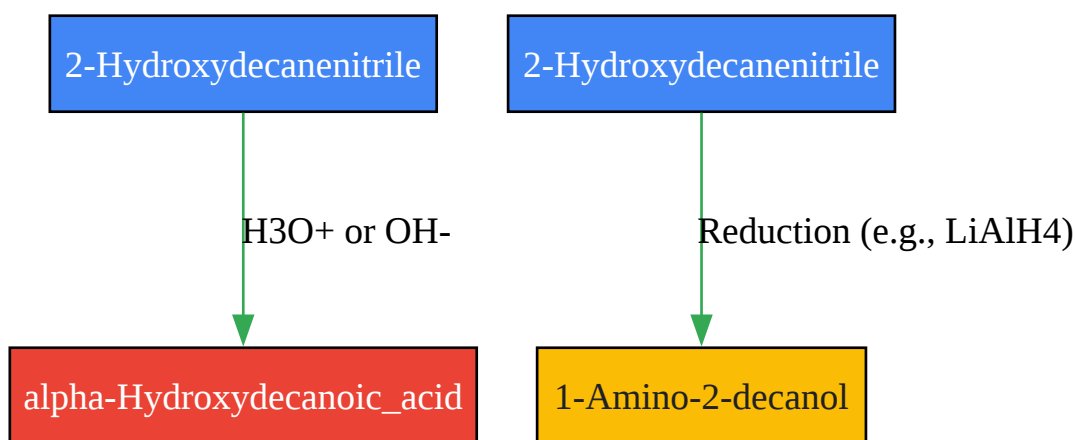 2-Hydroxydecanenitrile
2-Hydroxydecanenitrile
H3O+ or OH-
Reduction (e.g., LiAlH4)
alpha-Hydroxydecanoic_acid
1-Amino-2-decanol